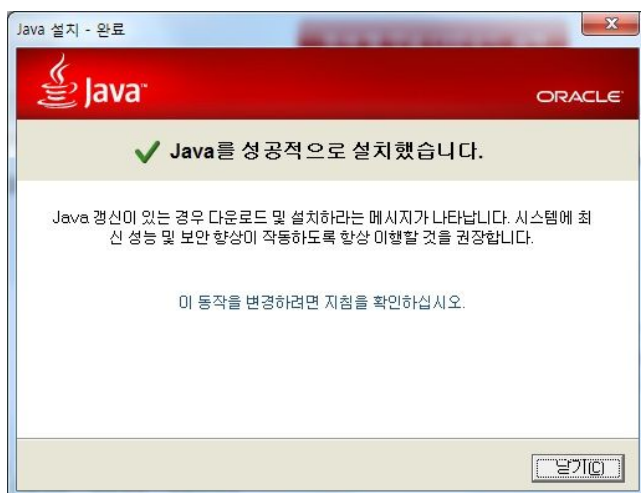 Java 설치 - 완료
Java™
ORACLE
Java를 성공적으로 설치했습니다.
Java 갱신이 있는 경우 다운로드 및 설치하라는 메시지가 나타납니다. 시스템에 최
신 성능 및 보안 향상이 작동하도록 항상 이행할 것을 권장합니다.
이 동작을 변경하려면 지침을 확인하십시오.
닫기(C)